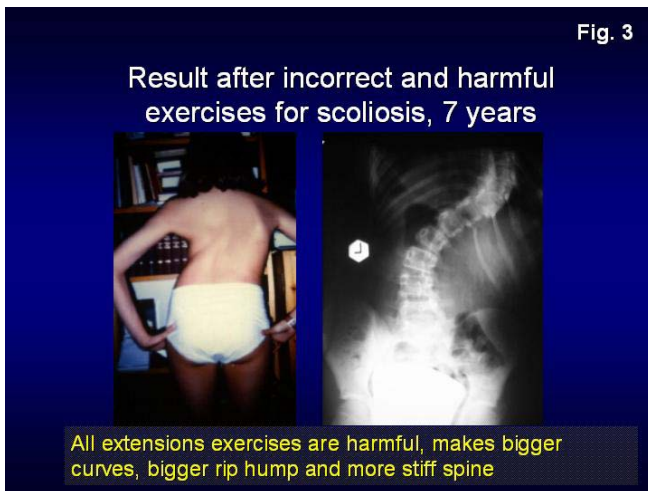 Fig. 3
Result after incorrect and harmful
exercises for scoliosis, 7 years
All extensions exercises are harmful, makes bigger
curves, bigger rip hump and more stiff spine